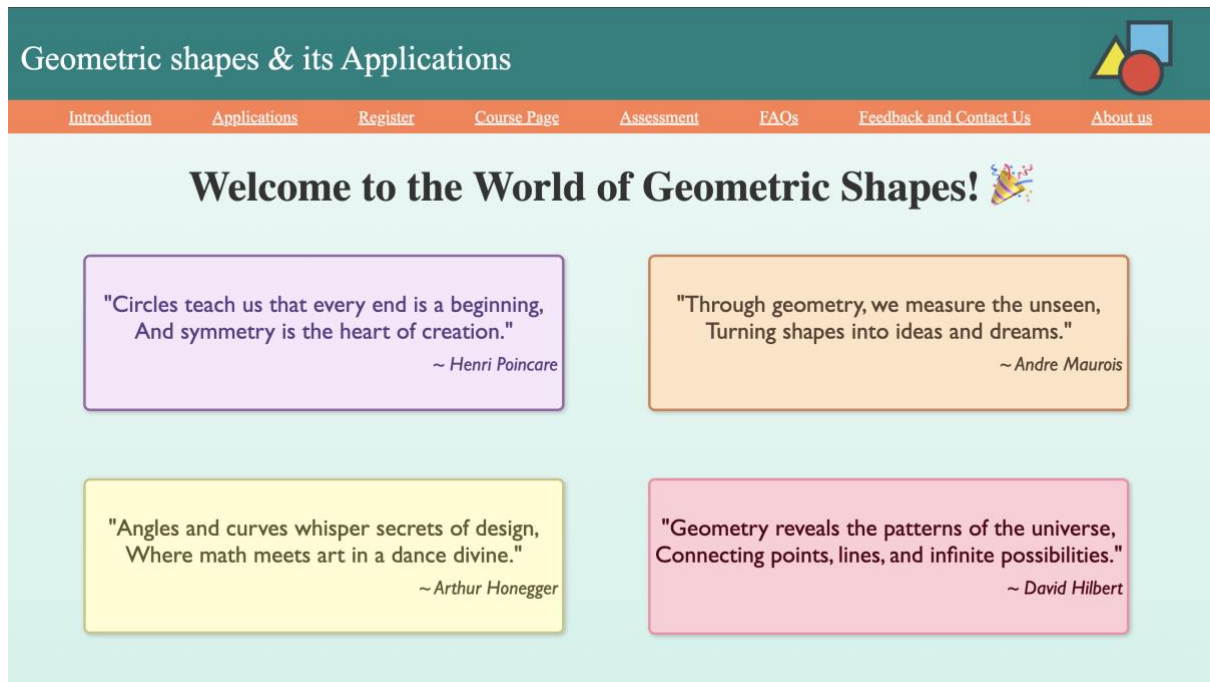 Geometric shapes & its Applications
Introduction Applications Register Course Page Assessment FAQs Feedback and Contact Us About us
Welcome to the World of Geometric Shapes! 🎉
"Circles teach us that every end is a beginning,
And symmetry is the heart of creation."
~ Henri Poincare
"Through geometry, we measure the unseen,
Turning shapes into ideas and dreams."
~ Andre Maurois
"Angles and curves whisper secrets of design,
Where math meets art in a dance divine."
~ Arthur Honegger
"Geometry reveals the patterns of the universe,
Connecting points, lines, and infinite possibilities."
~ David Hilbert